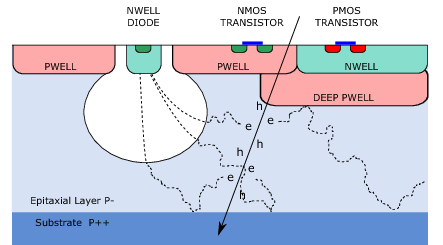 NWELL
DIODE
NMOS
TRANSISTOR
PMOS
TRANSISTOR
PWELL
PWELL
NWELL
DEEP PWELL
h
e
e
h
h
e
e
h
Epitaxial Layer P-
Substrate P++